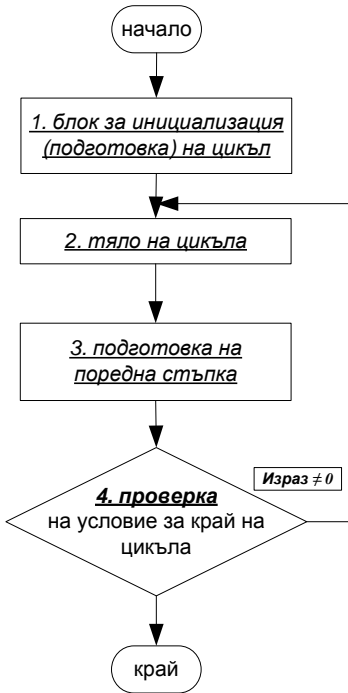 начало
1. блок за инициализация
(подготовка) на цикъл
2. тяло на цикъла
3. подготовка на
поредна стъпка
Израз ≠ 0
4. проверка
на условие за край на
цикъла
край